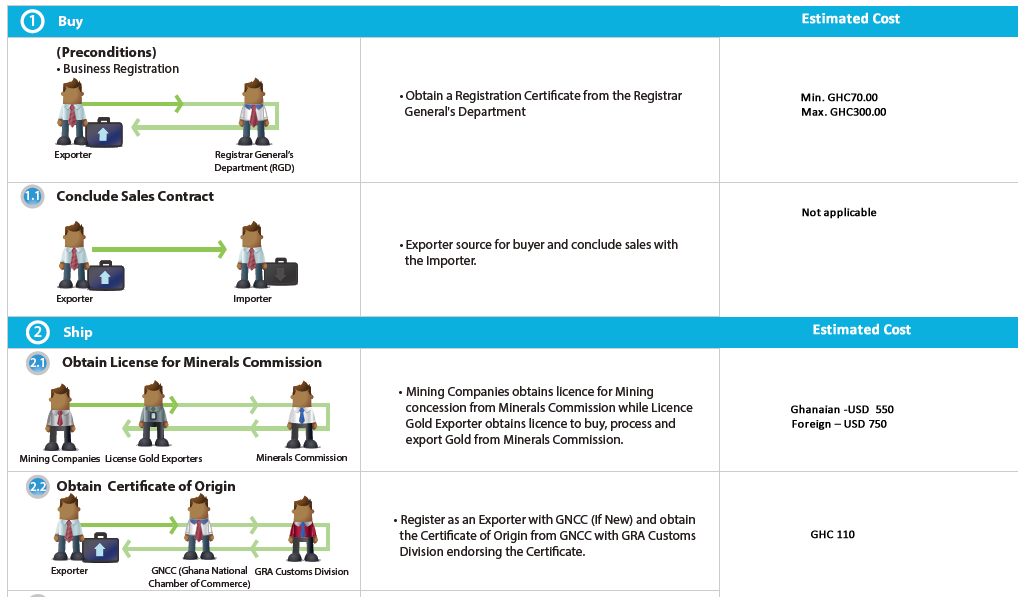 1 Buy
Estimated Cost
(Preconditions)
• Business Registration
Exporter
Registrar General's
Department (RGD)
• Obtain a Registration Certificate from the Registrar
General's Department
Min. GHC70.00
Max. GHC300.00
1.1 Conclude Sales Contract
Exporter
Importer
• Exporter source for buyer and conclude sales with
the Importer.
Not applicable
2 Ship
Estimated Cost
2.1 Obtain License for Minerals Commission
Mining Companies
License Gold Exporters
Minerals Commission
• Mining Companies obtains licence for Mining
concession from Minerals Commission while Licence
Gold Exporter obtains licence to buy, process and
export Gold from Minerals Commission.
Ghanaian -USD 550
Foreign – USD 750
2.2 Obtain Certificate of Origin
Exporter
GNCC (Ghana National
Chamber of Commerce)
GRA Customs Division
• Register as an Exporter with GNCC (If New) and obtain
the Certificate of Origin from GNCC with GRA Customs
Division endorsing the Certificate.
GHC 110